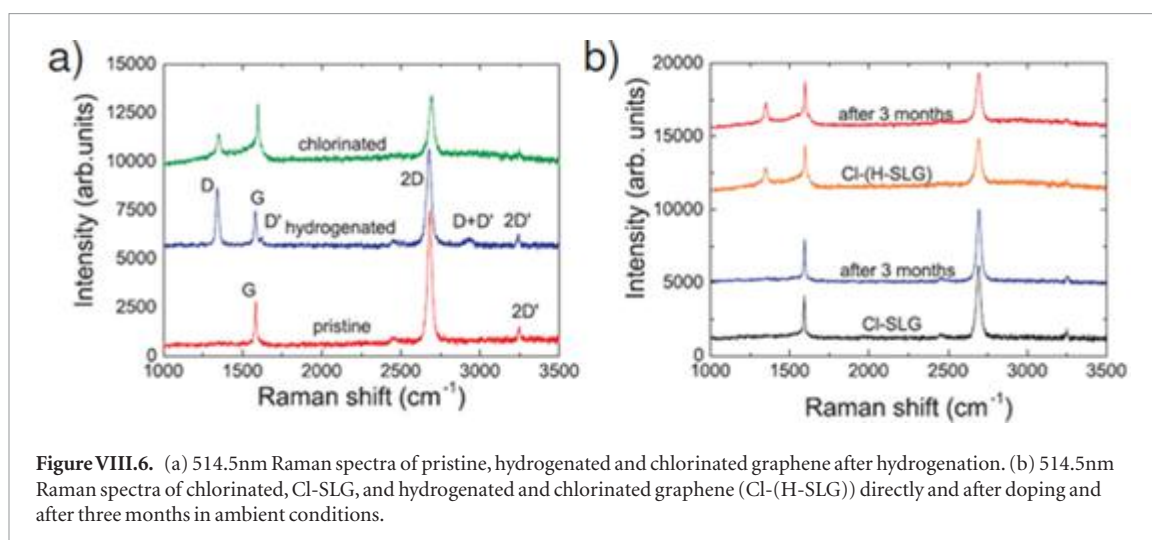 a)
15000
12500
10000
7500
5000
2500
0
Intensity (arb.units)
chlorinated
D
G
D'
hydrogenated
2D
D+D'
2D'
G
pristine
2D'
1000 1500 2000 2500 3000 3500
Raman shift (cm⁻¹)
b)
20000
15000
10000
5000
0
Intensity (arb. units)
after 3 months
Cl-(H-SLG)
after 3 months
Cl-SLG
1000 1500 2000 2500 3000 3500
Raman shift (cm⁻¹)
Figure VIII.6. (a) 514.5nm Raman spectra of pristine, hydrogenated and chlorinated graphene after hydrogenation. (b) 514.5nm
Raman spectra of chlorinated, Cl-SLG, and hydrogenated and chlorinated graphene (Cl-(H-SLG)) directly and after doping and
after three months in ambient conditions.